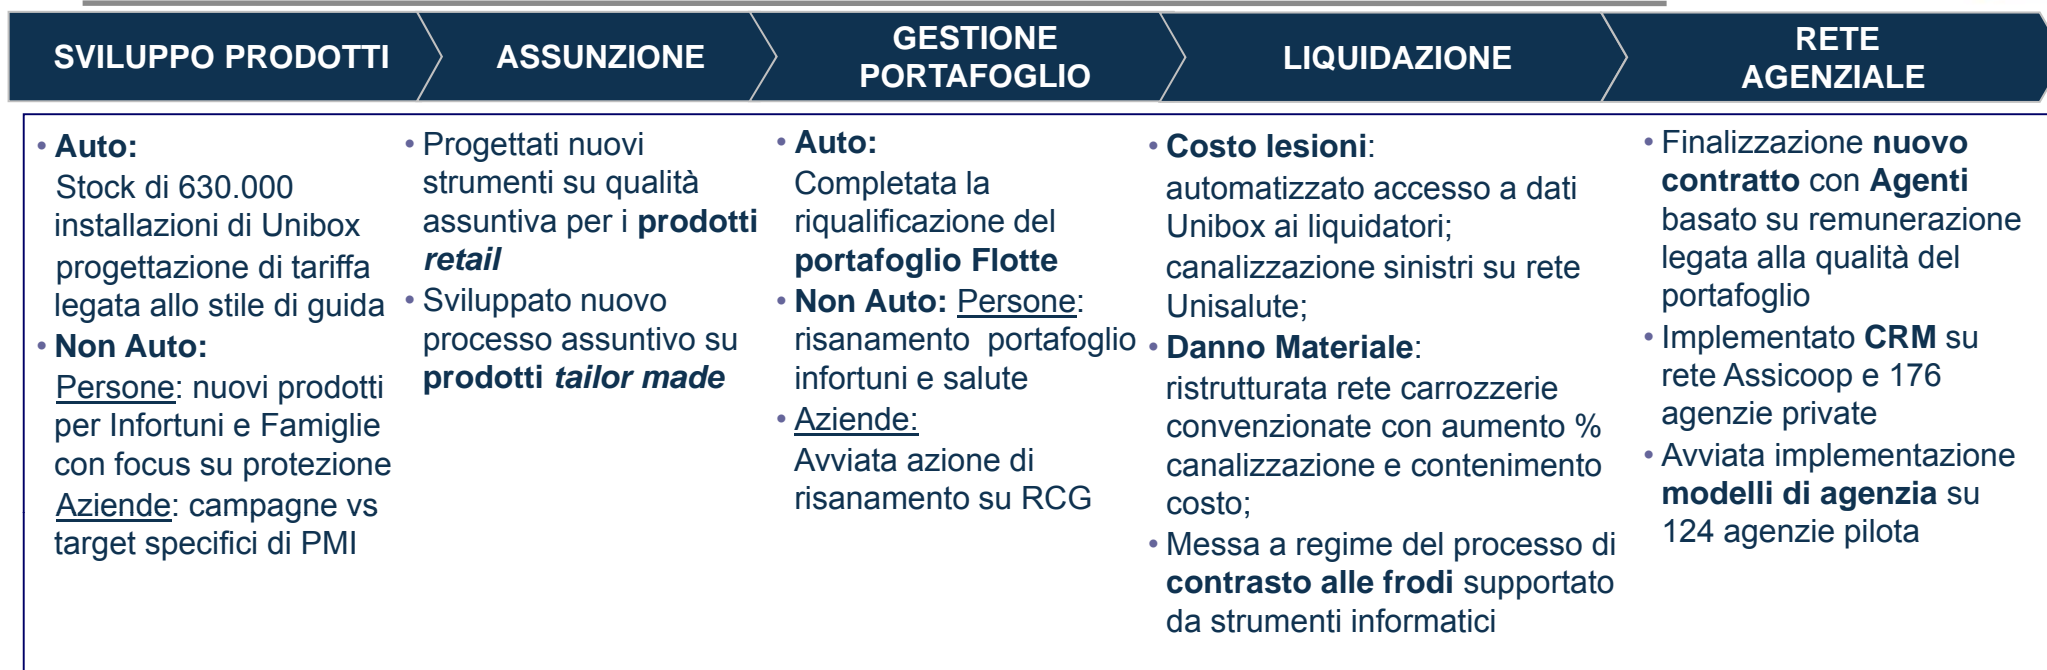 SVILUPPO PRODOTTI
ASSUNZIONE
GESTIONE
PORTAFOGLIO
LIQUIDAZIONE
RETE
AGENZIALE
• Auto:
Stock di 630.000
installazioni di Unibox
progettazione di tariffa
legata allo stile di guida
• Non Auto:
Persone: nuovi prodotti
per Infortuni e Famiglie
con focus su protezione
Aziende: campagne vs
target specifici di PMI
• Progettati nuovi
strumenti su qualità
assuntiva per i prodotti
retail
• Sviluppato nuovo
processo assuntivo su
prodotti tailor made
• Auto:
Completata la
riqualificazione del
portafoglio Flotte
• Non Auto: Persone:
risanamento portafoglio
infortuni e salute
• Aziende:
Avviata azione di
risanamento su RCG
• Costo lesioni:
automatizzato accesso a dati
Unibox ai liquidatori;
canalizzazione sinistri su rete
Unisalute;
• Danno Materiale:
ristrutturata rete carrozzerie
convenzionate con aumento %
canalizzazione e contenimento
costo;
• Messa a regime del processo di
contrasto alle frodi supportato
da strumenti informatici
• Finalizzazione nuovo
contratto con Agenti
basato su remunerazione
legata alla qualità del
portafoglio
• Implementato CRM su
rete Assicoop e 176
agenzie private
• Avviata implementazione
modelli di agenzia su
124 agenzie pilota